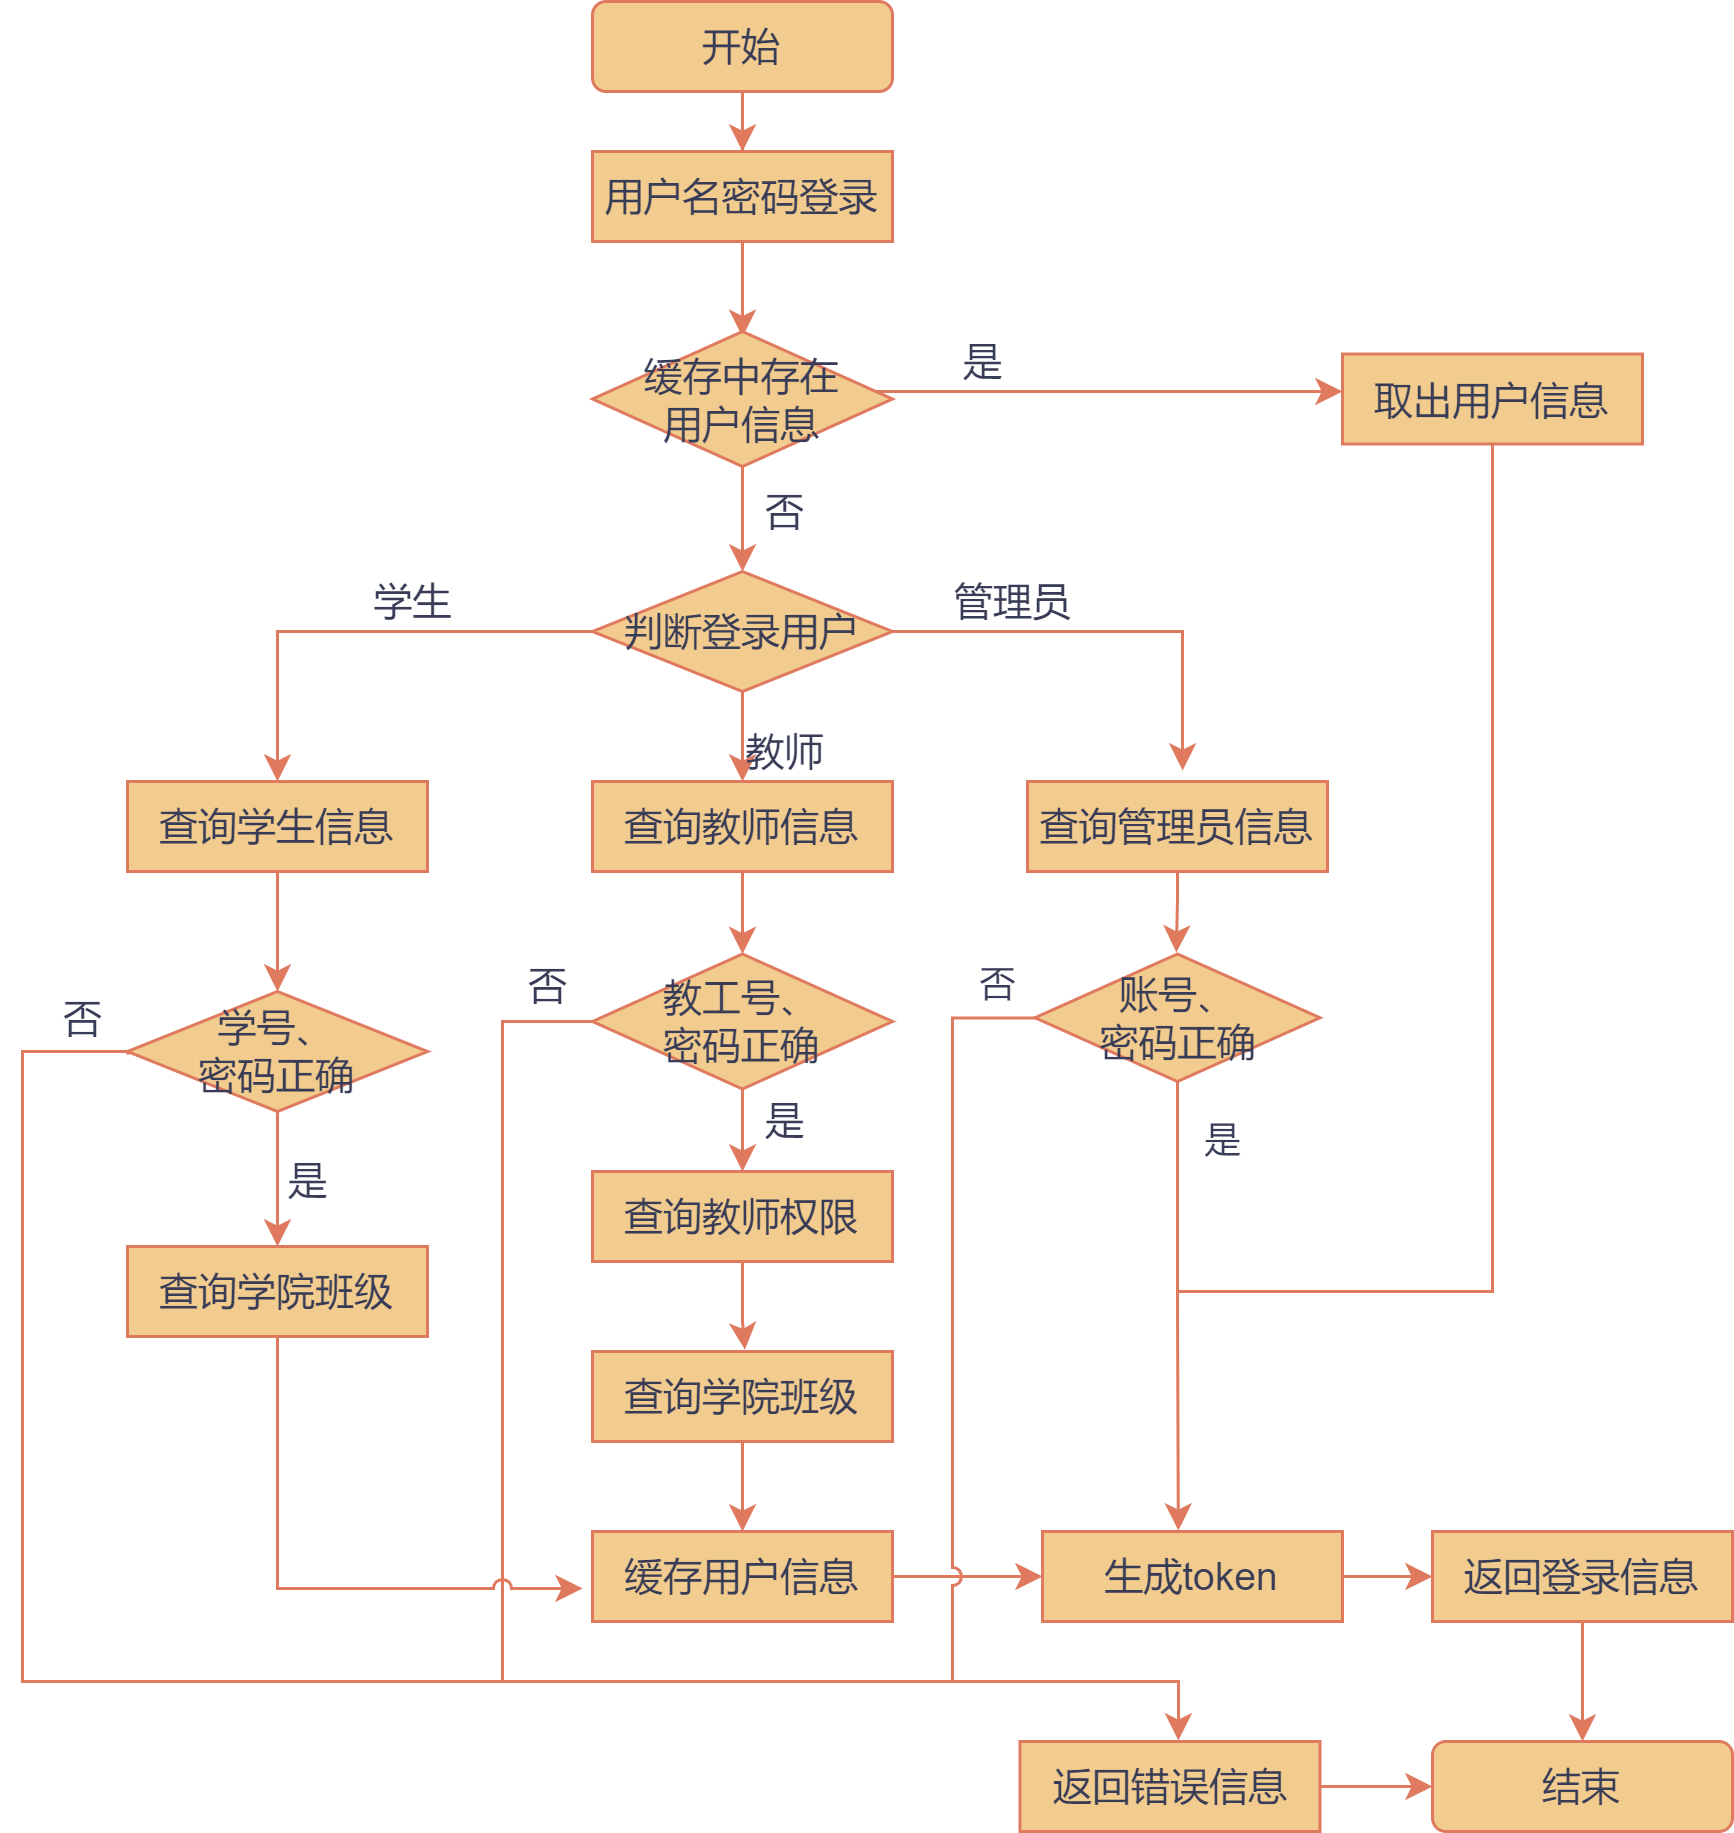 开始
用户名密码登录
缓存中存在
用户信息
是
取出用户信息
否
学生
判断登录用户
管理员
教师
查询学生信息
查询教师信息
查询管理员信息
否
学号、
密码正确
否
教工号、
密码正确
否
账号、
密码正确
是
是
是
查询教师权限
查询学院班级
查询学院班级
缓存用户信息
生成token
返回登录信息
返回错误信息
结束